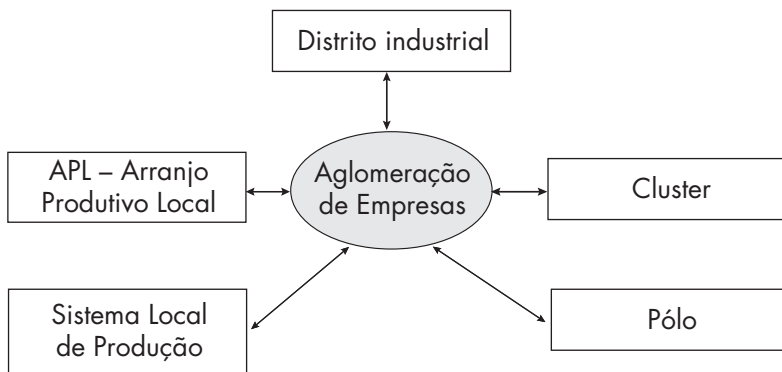 Distrito industrial
APL – Arranjo
Produtivo Local
Aglomeração
de Empresas
Cluster
Sistema Local
de Produção
Pólo